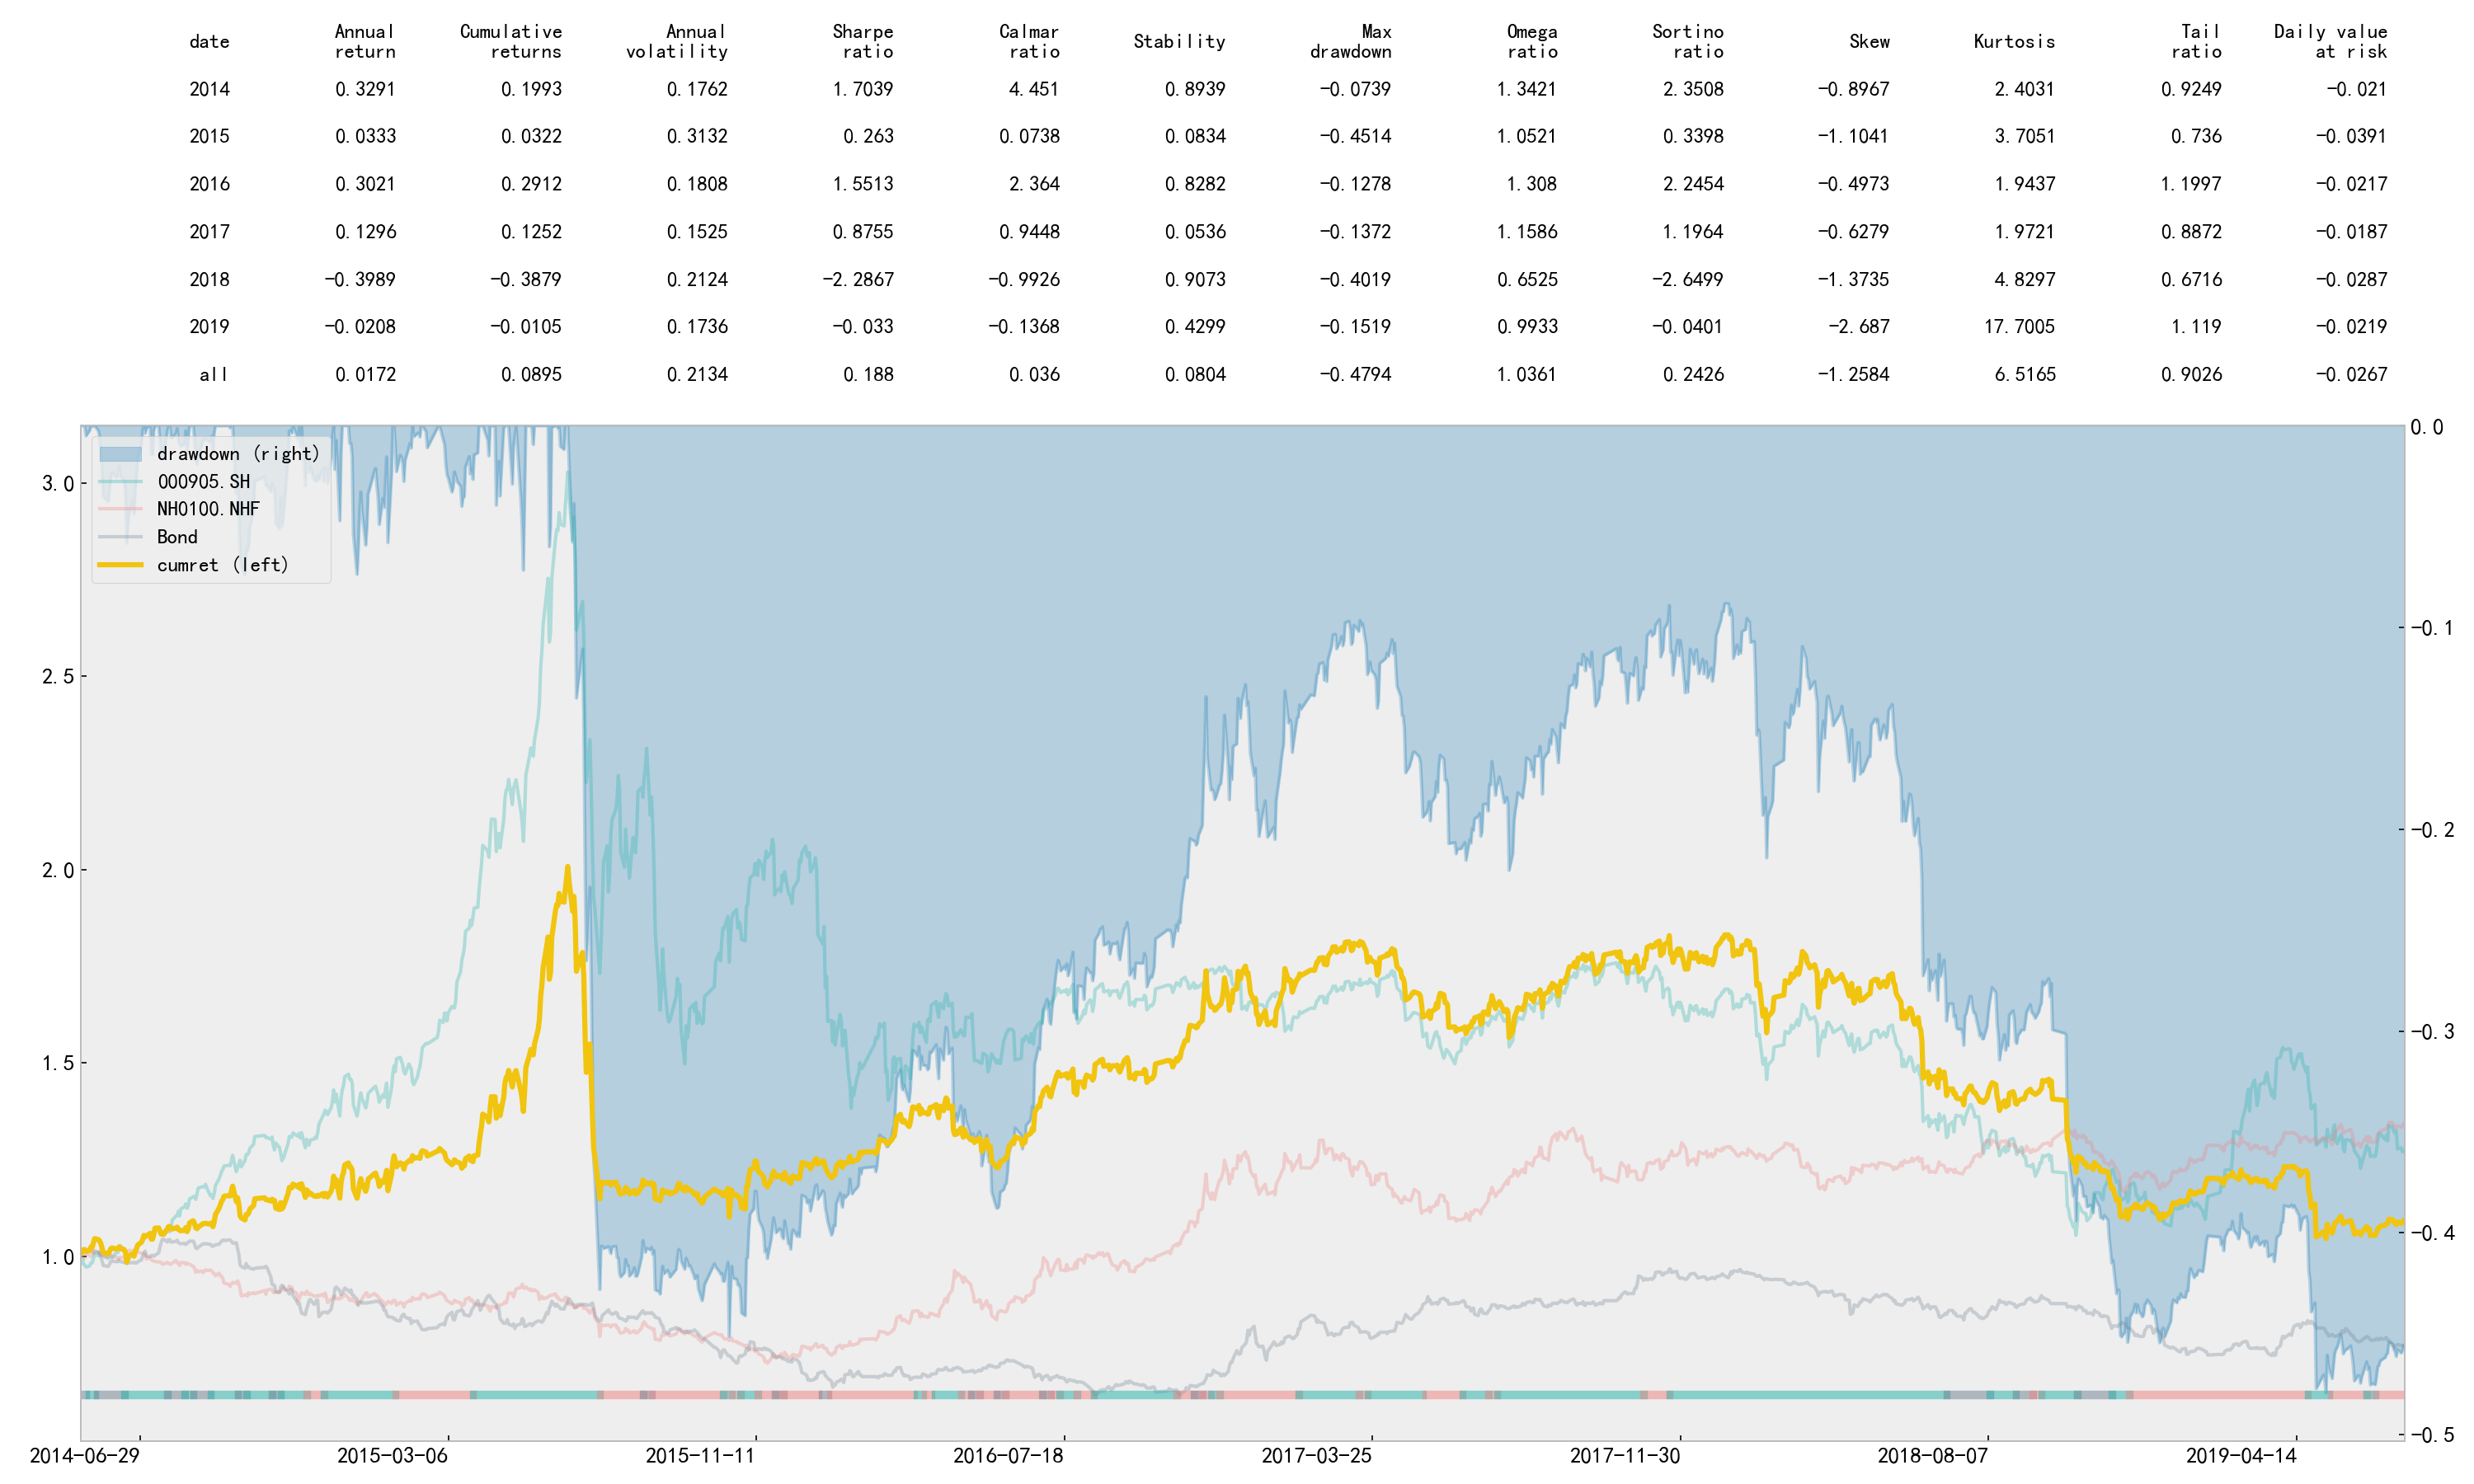 date Annual return Cumulative returns Annual volatility Sharpe ratio Calmar ratio Stability Max drawdown Omega ratio Sortino ratio Skew Kurtosis Tail ratio Daily value at risk
2014 0.3291 0.1993 0.1762 1.7039 4.451 0.8939 −0.0739 1.3421 2.3508 −0.8967 2.4031 0.9249 −0.021
2015 0.0333 0.0322 0.3132 0.263 0.0738 0.0834 −0.4514 1.0521 0.3398 −1.1041 3.7051 0.736 −0.0391
2016 0.3021 0.2912 0.1808 1.5513 2.364 0.8282 −0.1278 1.308 2.2454 −0.4973 1.9437 1.1997 −0.0217
2017 0.1296 0.1252 0.1525 0.8755 0.9448 0.0536 −0.1372 1.1586 1.1964 −0.6279 1.9721 0.8872 −0.0187
2018 −0.3989 −0.3879 0.2124 −2.2867 −0.9926 0.9073 −0.4019 0.6525 −2.6499 −1.3735 4.8297 0.6716 −0.0287
2019 −0.0208 −0.0105 0.1736 −0.033 −0.1368 0.4299 −0.1519 0.9933 −0.0401 −2.687 17.7005 1.119 −0.0219
all 0.0172 0.0895 0.2134 0.188 0.036 0.0804 −0.4794 1.0361 0.2426 −1.2584 6.5165 0.9026 −0.0267
drawdown (right)
000905.SH
NH0100.NHF
Bond
cumret (left)
3.0
2.5
2.0
1.5
1.0
0.0
−0.1
−0.2
−0.3
−0.4
−0.5
2014−06−29 2015−03−06 2015−11−11 2016−07−18 2017−03−25 2017−11−30 2018−08−07 2019−04−14